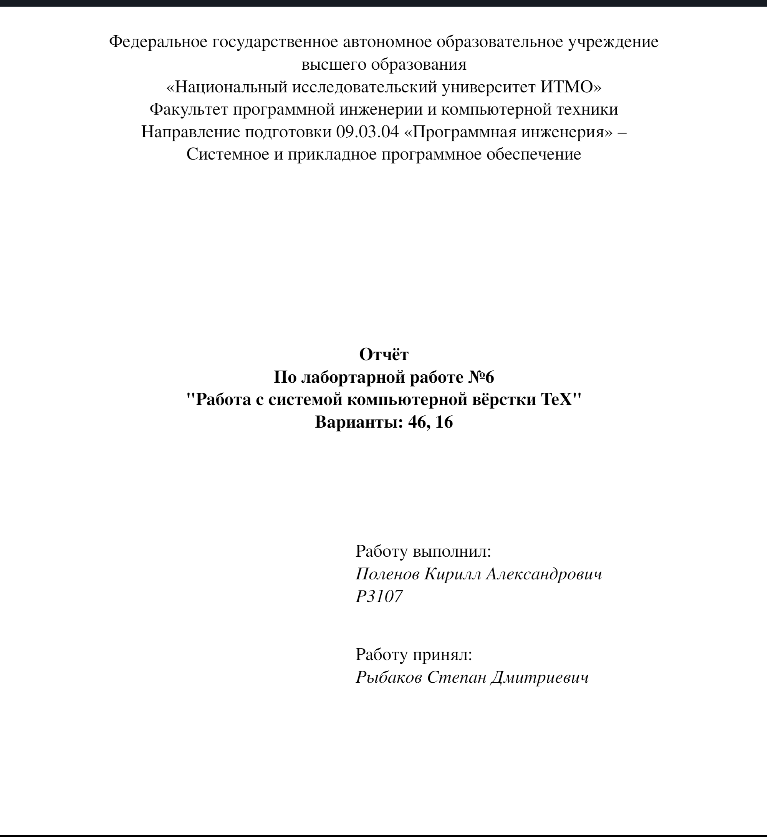 Федеральное государственное автономное образовательное учреждение
высшего образования
«Национальный исследовательский университет ИТМО»
Факультет программной инженерии и компьютерной техники
Направление подготовки 09.03.04 «Программная инженерия» –
Системное и прикладное программное обеспечение
Отчёт
По лабортарной работе №6
"Работа с системой компьютерной вёрстки TeX"
Варианты: 46, 16
Работу выполнил:
Поленов Кирилл Александрович
P3107
Работу принял:
Рыбаков Степан Дмитриевич